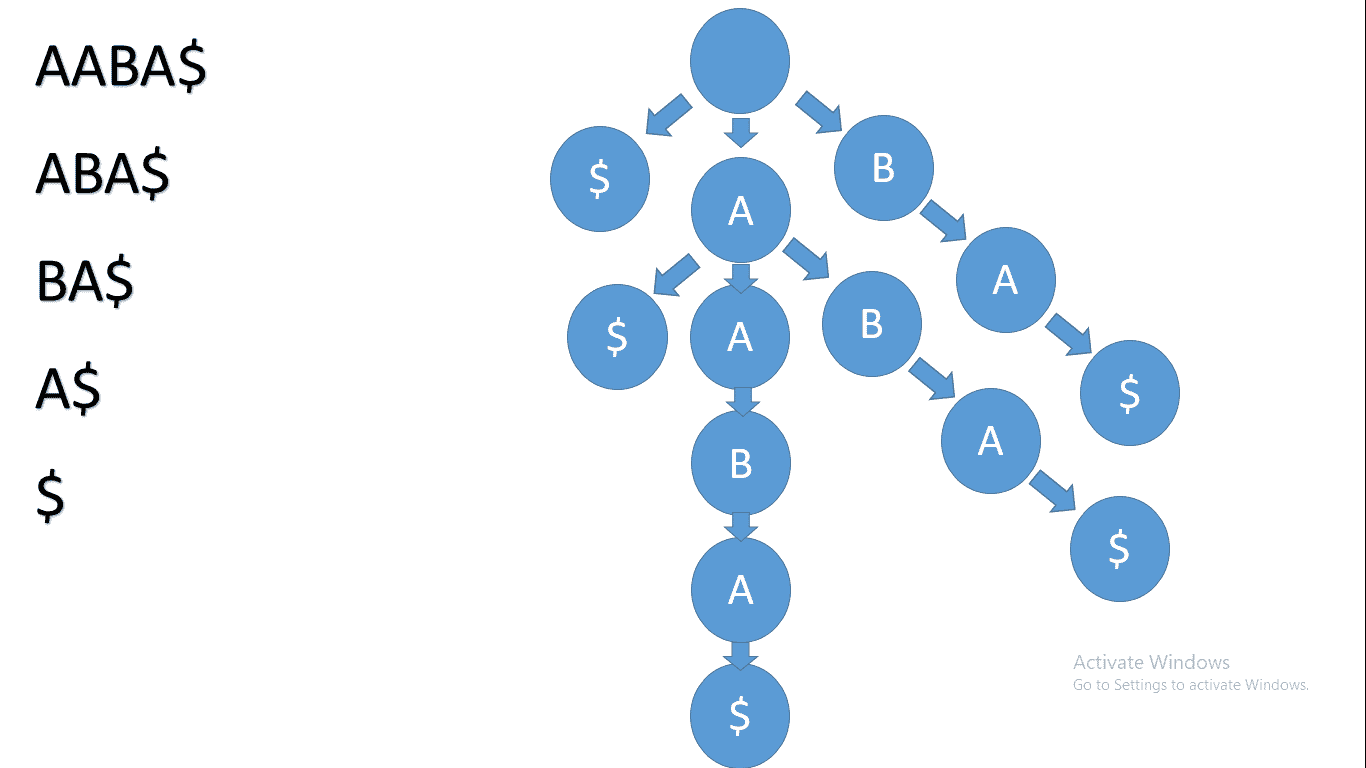 AABA$
ABA$
BA$
A$
$
B
$
A
A
B
$
A
A
$
B
A
$
A
$
Activate Windows
Go to Settings to activate Windows.